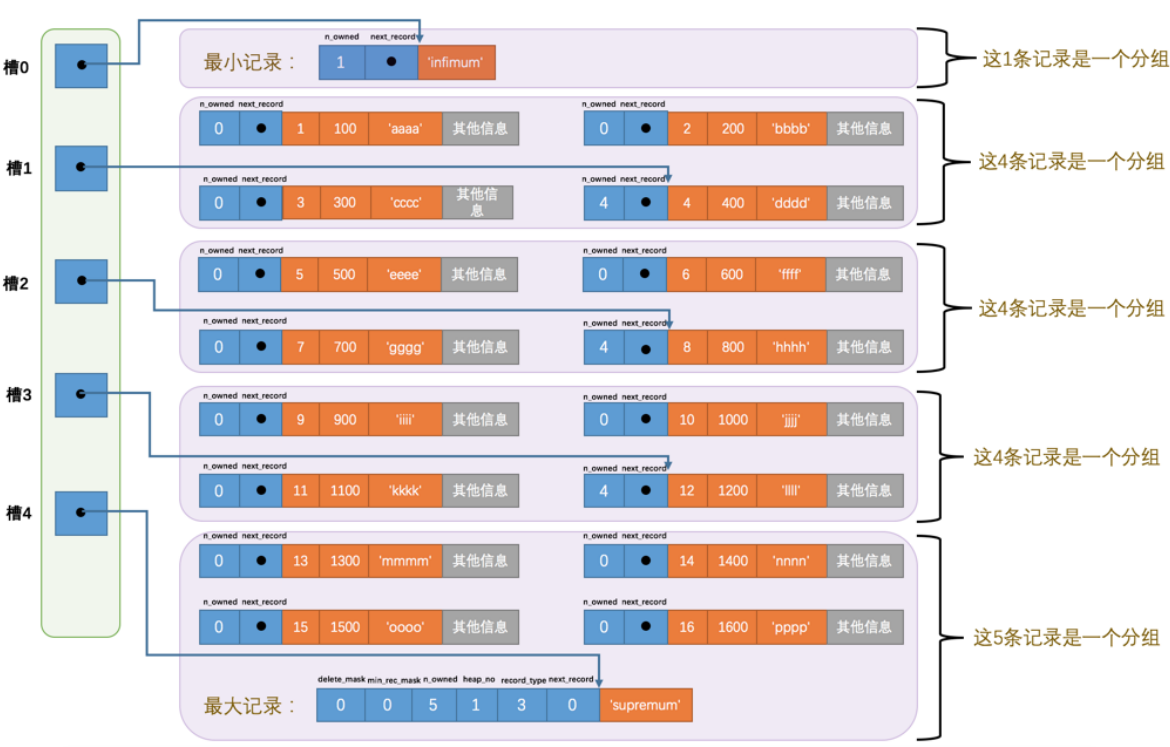 n_owned next_record
槽0
最小记录：
1 'infimum'
这1条记录是一个分组
n_owned next_record n_owned next_record
0 1 100 'aaaa' 其他信息 0 2 200 'bbbb' 其他信息
槽1
这4条记录是一个分组
n_owned next_record n_owned next_record
0 3 300 'cccc' 其他信
息
4 4 400 'dddd' 其他信息
n_owned next_record n_owned next_record
0 5 500 'eeee' 其他信息 0 6 600 'ffff' 其他信息
槽2
这4条记录是一个分组
n_owned next_record n_owned next_record
0 7 700 'gggg' 其他信息 4 8 800 'hhhh' 其他信息
槽3
n_owned next_record n_owned next_record
0 9 900 'iiii' 其他信息 0 10 1000 'jjjj' 其他信息
这4条记录是一个分组
n_owned next_record n_owned next_record
0 11 1100 'kkkk' 其他信息 4 12 1200 'llll' 其他信息
槽4
n_owned next_record n_owned next_record
0 13 1300 'mmmm' 其他信息 0 14 1400 'nnnn' 其他信息
n_owned next_record n_owned next_record
0 15 1500 'oooo' 其他信息 0 16 1600 'pppp' 其他信息
这5条记录是一个分组
delete_mask min_rec_mask n_owned heap_no record_type next_record
最大记录：
0 0 5 1 3 0 'supremum'